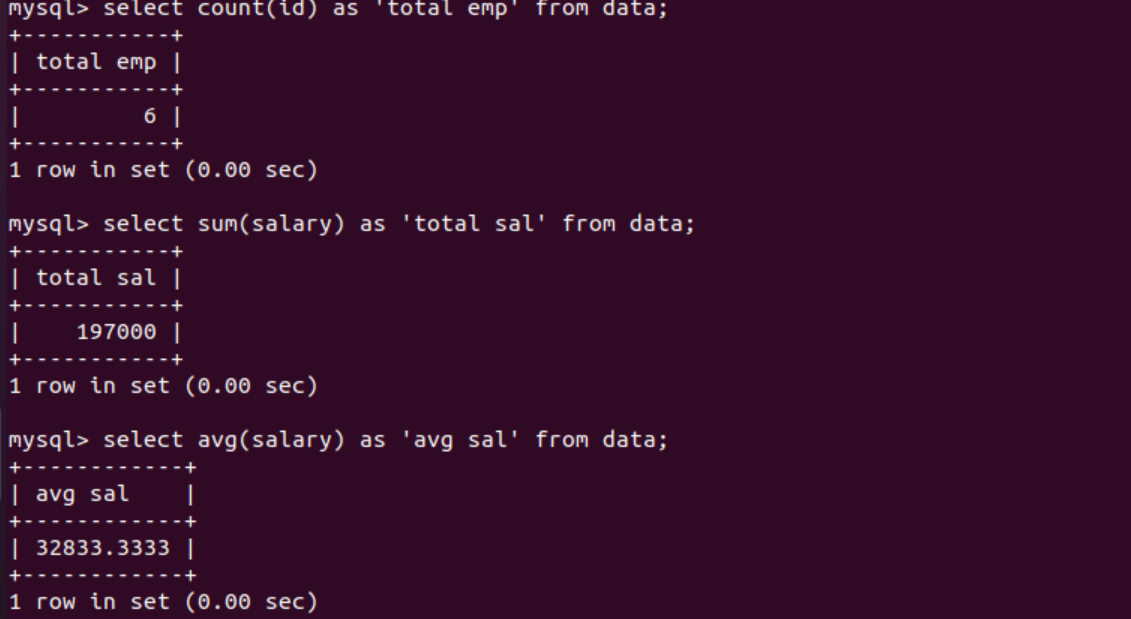 mysql> select count(id) as 'total emp' from data;
+-----------+
| total emp |
+-----------+
|         6 |
+-----------+
1 row in set (0.00 sec)

mysql> select sum(salary) as 'total sal' from data;
+-----------+
| total sal |
+-----------+
|    197000 |
+-----------+
1 row in set (0.00 sec)

mysql> select avg(salary) as 'avg sal' from data;
+------------+
| avg sal    |
+------------+
| 32833.3333 |
+------------+
1 row in set (0.00 sec)